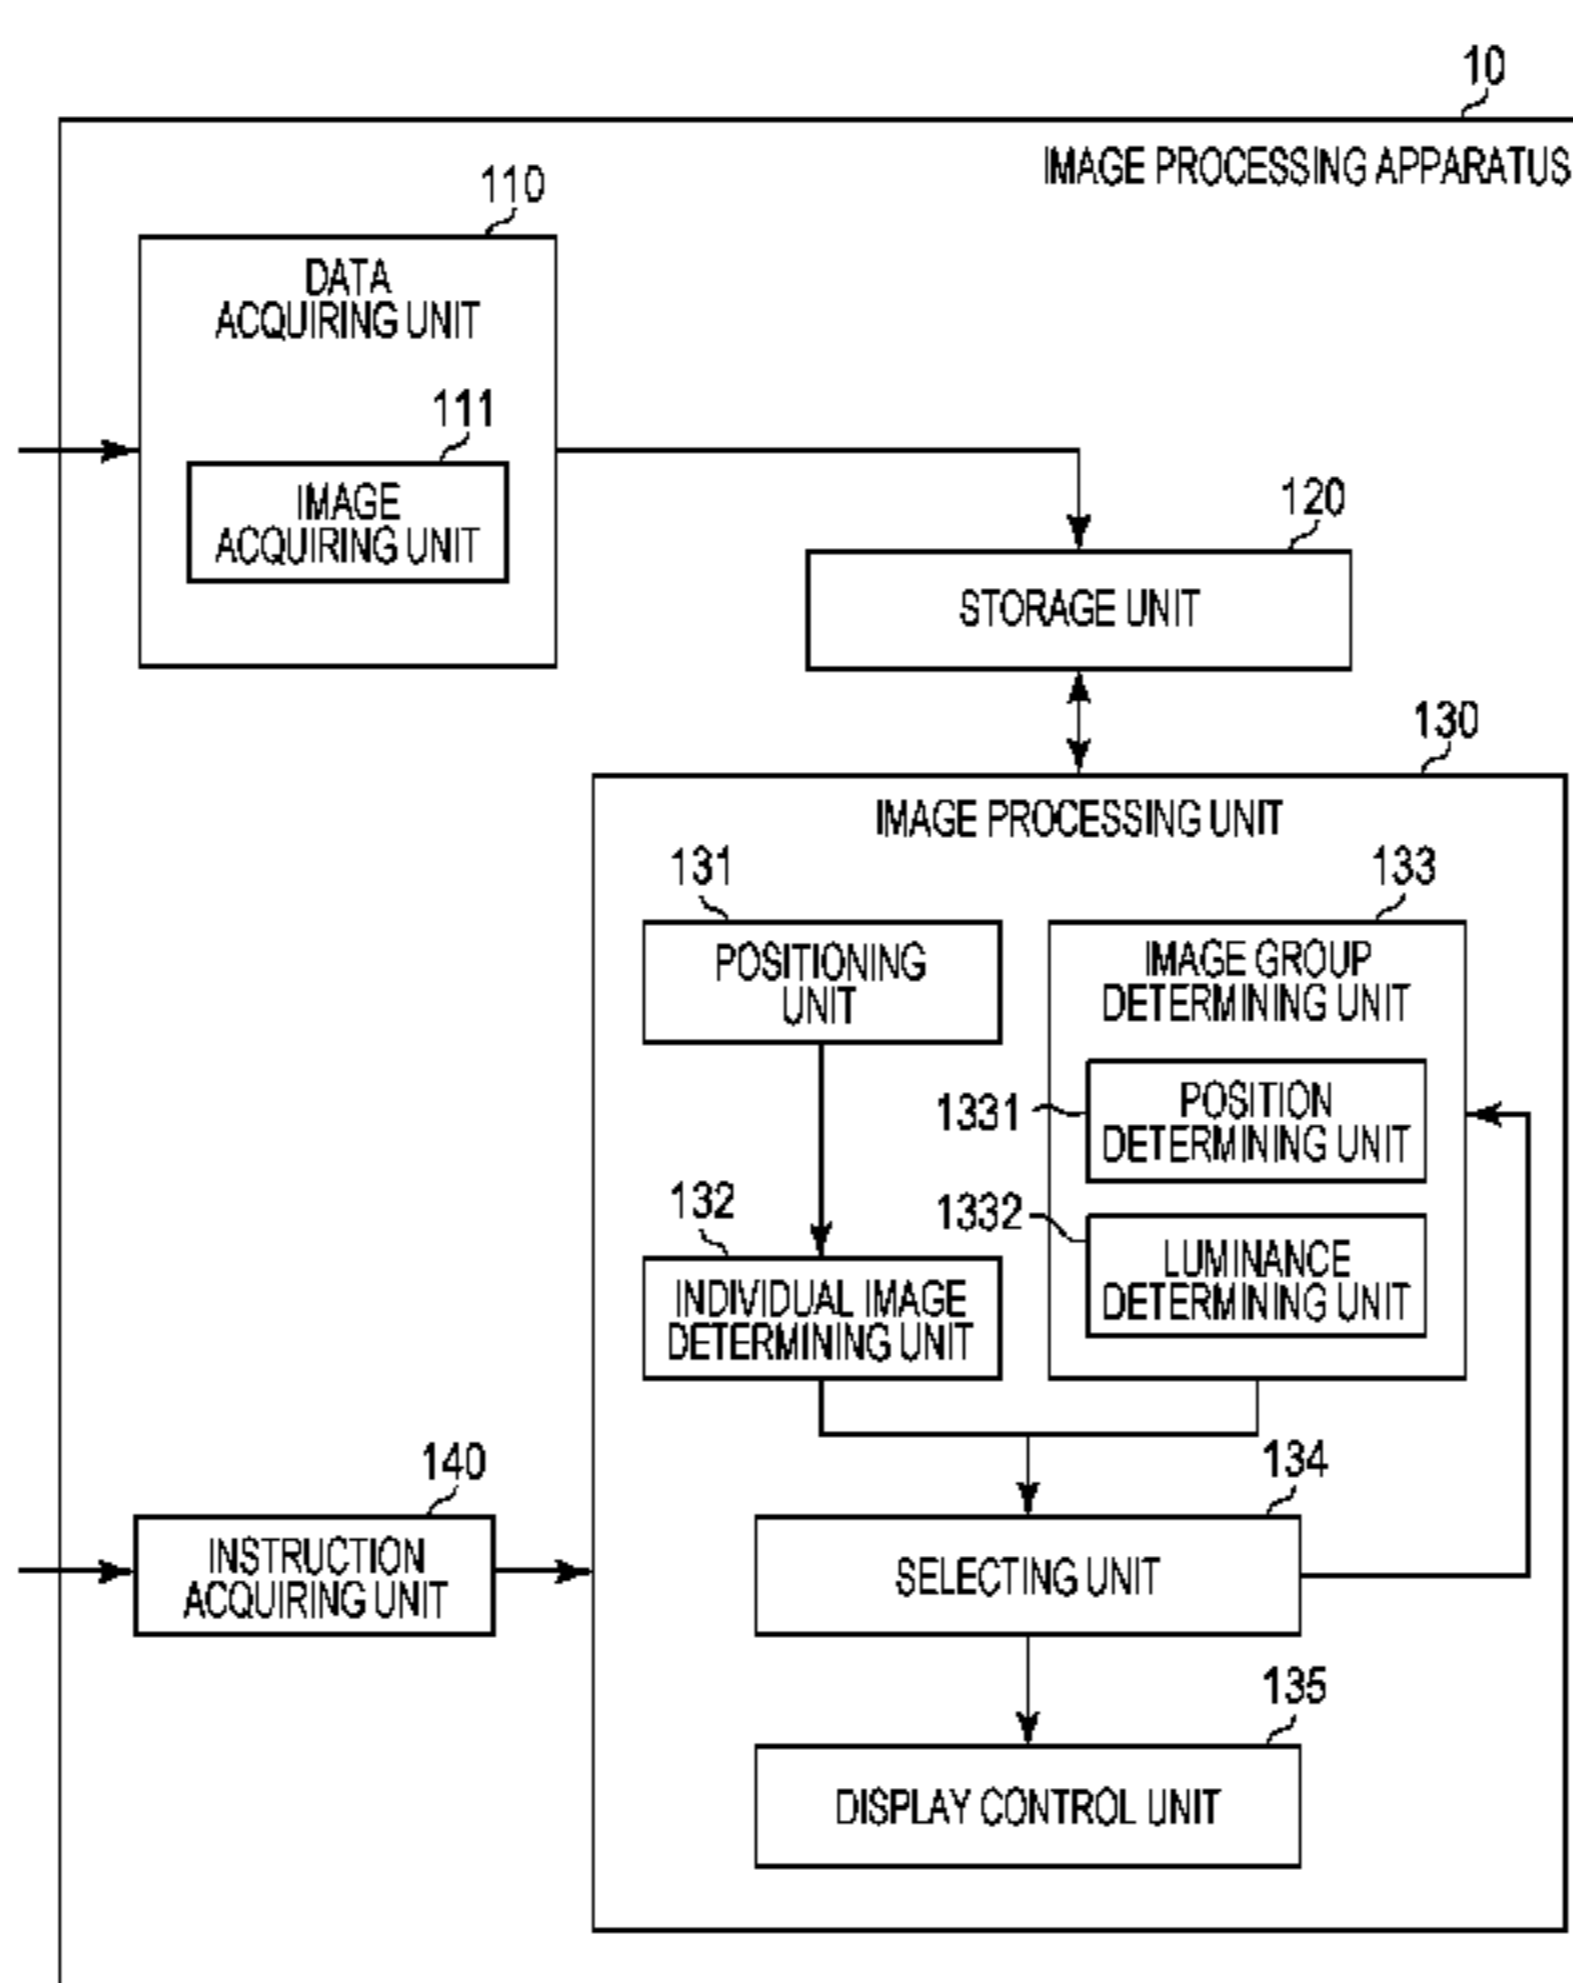 10
IMAGE PROCESSING APPARATUS
110
DATA
ACQUIRING UNIT
111
IMAGE
ACQUIRING UNIT
120
STORAGE UNIT
130
IMAGE PROCESSING UNIT
131
POSITIONING
UNIT
133
IMAGE GROUP
DETERMINING UNIT
1331
POSITION
DETERMINING UNIT
132
INDIVIDUAL IMAGE
DETERMINING UNIT
1332
LUMINANCE
DETERMINING UNIT
140
INSTRUCTION
ACQUIRING UNIT
134
SELECTING UNIT
135
DISPLAY CONTROL UNIT